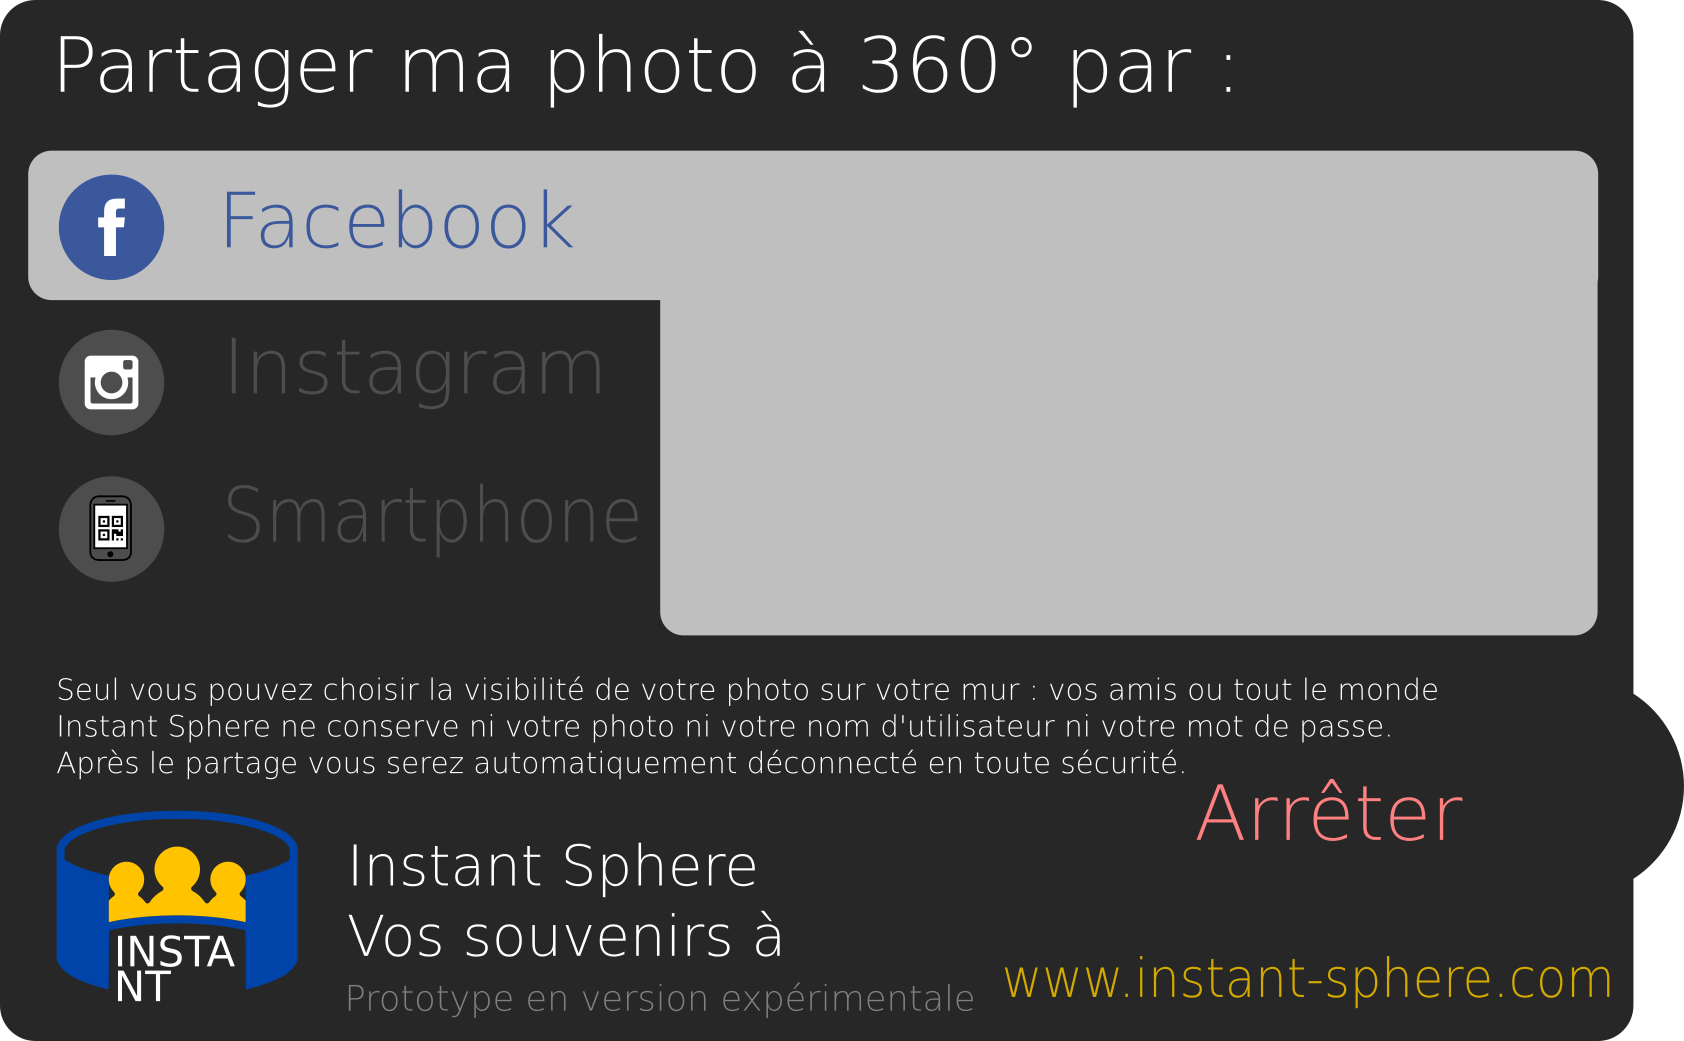 Partager ma photo à 360° par :
Facebook
Instagram
Smartphone
Seul vous pouvez choisir la visibilité de votre photo sur votre mur : vos amis ou tout le monde
Instant Sphere ne conserve ni votre photo ni votre nom d'utilisateur ni votre mot de passe.
Après le partage vous serez automatiquement déconnecté en toute sécurité.
Arrêter
Instant Sphere
Vos souvenirs à
INSTA
NT
Prototype en version expérimentale
www.instant-sphere.com